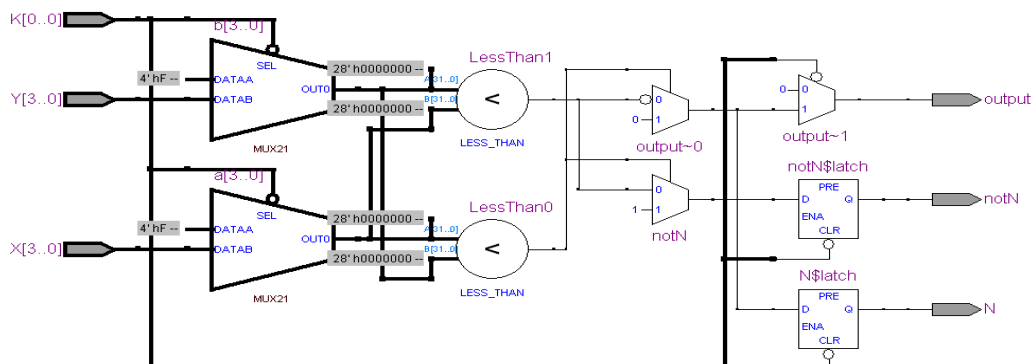 K[0..0]
b[3..0]
SEL
4' hF --
DATAA
Y[3..0]
DATAB
OUT0
MUX21
28' h0000000 --
A[31..0]
B[31..0]
28' h0000000 --
LessThan1
<
LESS_THAN
0
0
1
output~0
0
0
1
output~1
output
a[3..0]
SEL
4' hF --
DATAA
X[3..0]
DATAB
OUT0
MUX21
28' h0000000 --
A[31..0]
B[31..0]
28' h0000000 --
LessThan0
<
LESS_THAN
0
1
1
notN
notN$latch
PRE
D
Q
ENA
CLR
notN
N$latch
PRE
D
Q
ENA
CLR
N